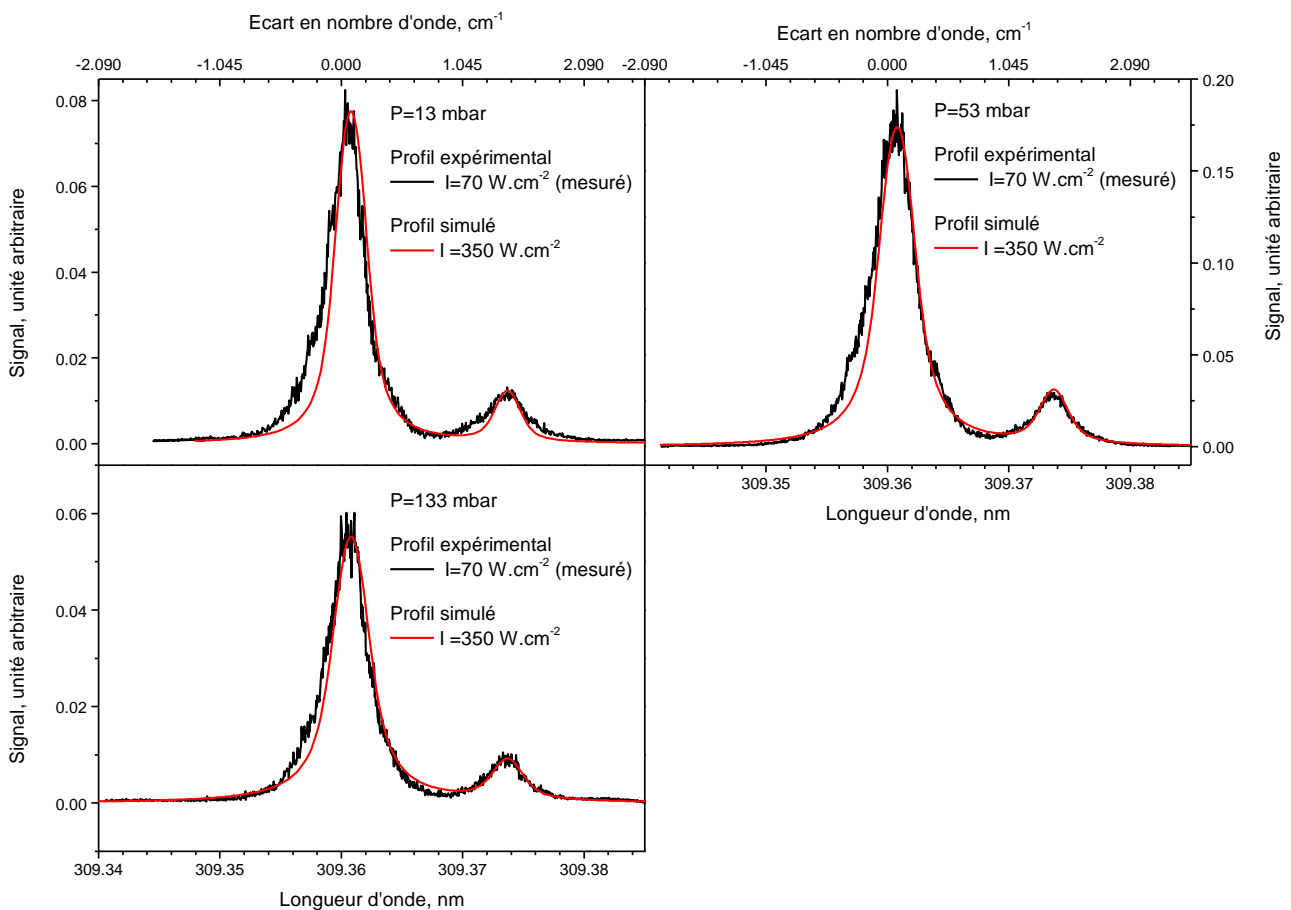 Ecart en nombre d'onde, cm-1
-2.090 -1.045 0.000 1.045 2.090
P=13 mbar
Profil expérimental
I=70 W.cm-2 (mesuré)
Profil simulé
I =350 W.cm-2
0.08
0.06
0.04
0.02
0.00
Signal, unité arbitraire
Ecart en nombre d'onde, cm-1
-2.090 -1.045 0.000 1.045 2.090
P=53 mbar
Profil expérimental
I=70 W.cm-2 (mesuré)
Profil simulé
I =350 W.cm-2
0.20
0.15
0.10
0.05
0.00
Signal, unité arbitraire
309.35 309.36 309.37 309.38
Longueur d'onde, nm
P=133 mbar
Profil expérimental
I=70 W.cm-2 (mesuré)
Profil simulé
I =350 W.cm-2
0.06
0.04
0.02
0.00
Signal, unité arbitraire
309.34 309.35 309.36 309.37 309.38
Longueur d'onde, nm